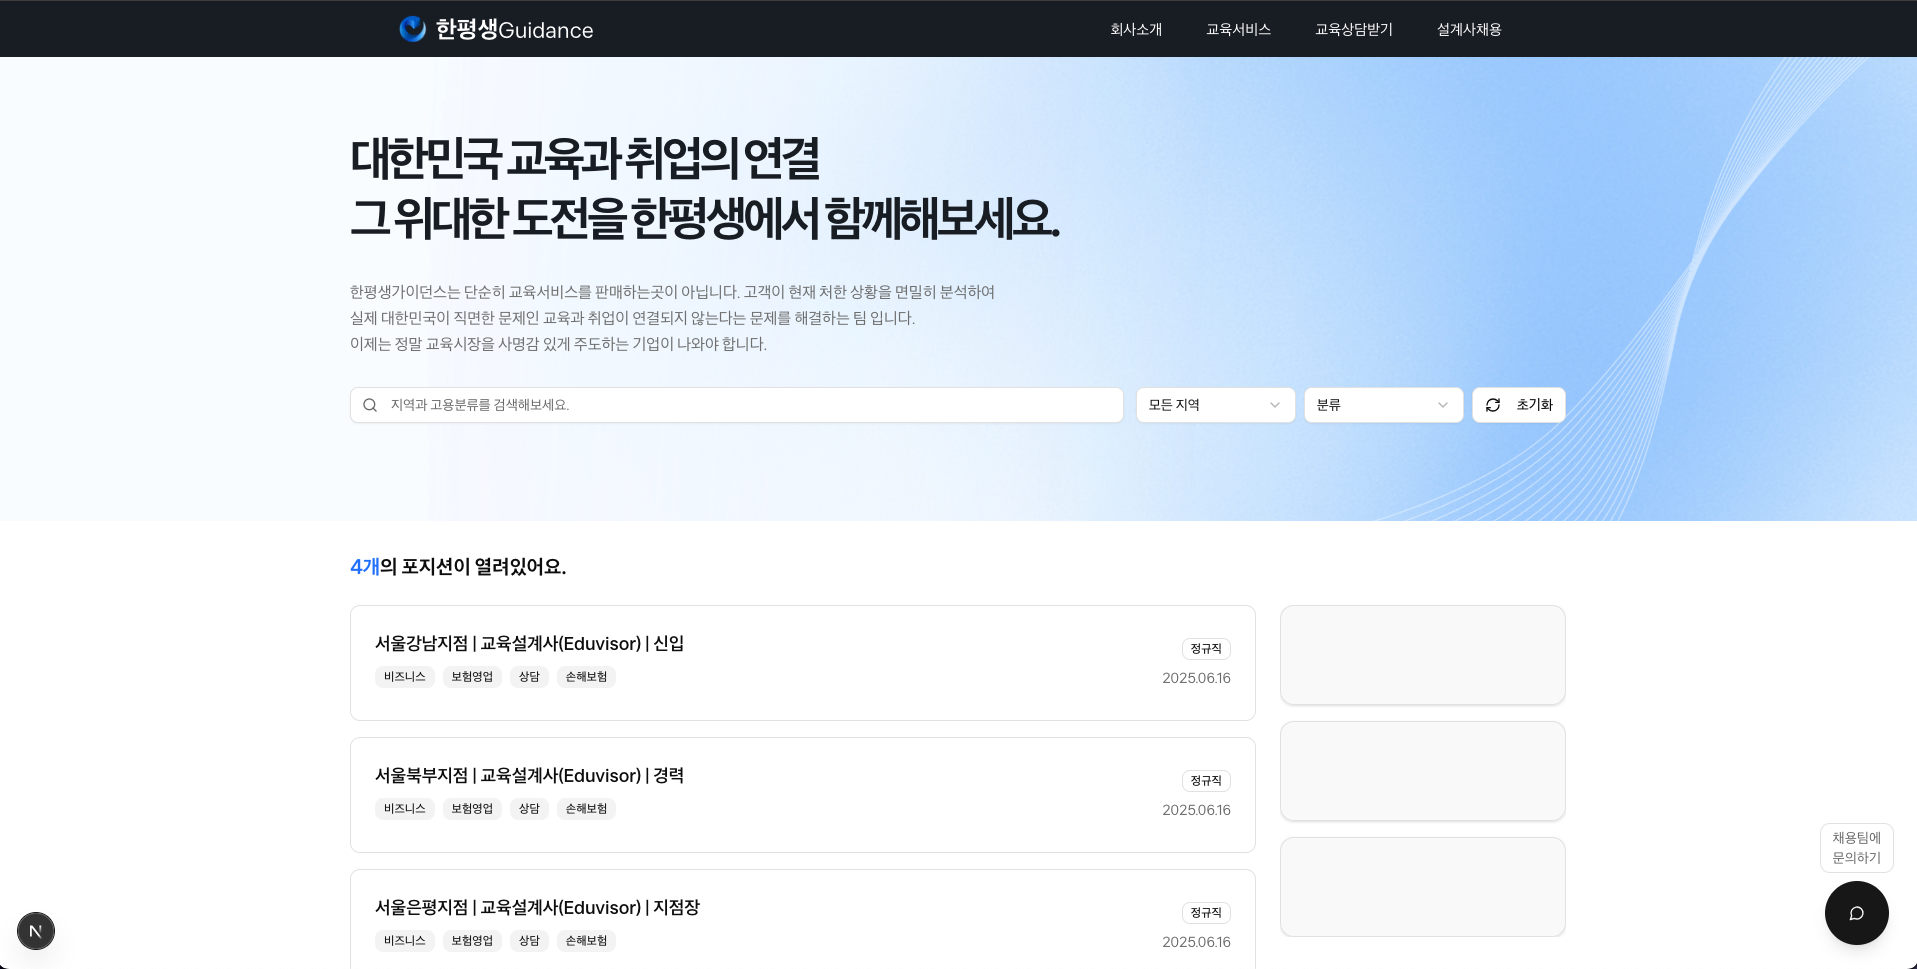 한평생Guidance
회사소개
교육서비스
교육상담받기
설계사채용
대한민국 교육과 취업의 연결
그 위대한 도전을 한평생에서 함께해보세요.
한평생가이던스는 단순히 교육서비스를 판매하는곳이 아닙니다. 고객이 현재 처한 상황을 면밀히 분석하여
실제 대한민국이 직면한 문제인 교육과 취업이 연결되지 않는다는 문제를 해결하는 팀 입니다.
이제는 정말 교육시장을 사명감 있게 주도하는 기업이 나와야 합니다.
지역과 고용분류를 검색해보세요.
모든 지역
분류
초기화
4개의 포지션이 열려있어요.
서울강남지점 | 교육설계사(Eduvisor) | 신입
정규직
비즈니스
보험영업
상담
손해보험
2025.06.16
서울북부지점 | 교육설계사(Eduvisor) | 경력
정규직
비즈니스
보험영업
상담
손해보험
2025.06.16
서울은평지점 | 교육설계사(Eduvisor) | 지점장
정규직
비즈니스
보험영업
상담
손해보험
2025.06.16
채용팀에
문의하기
N